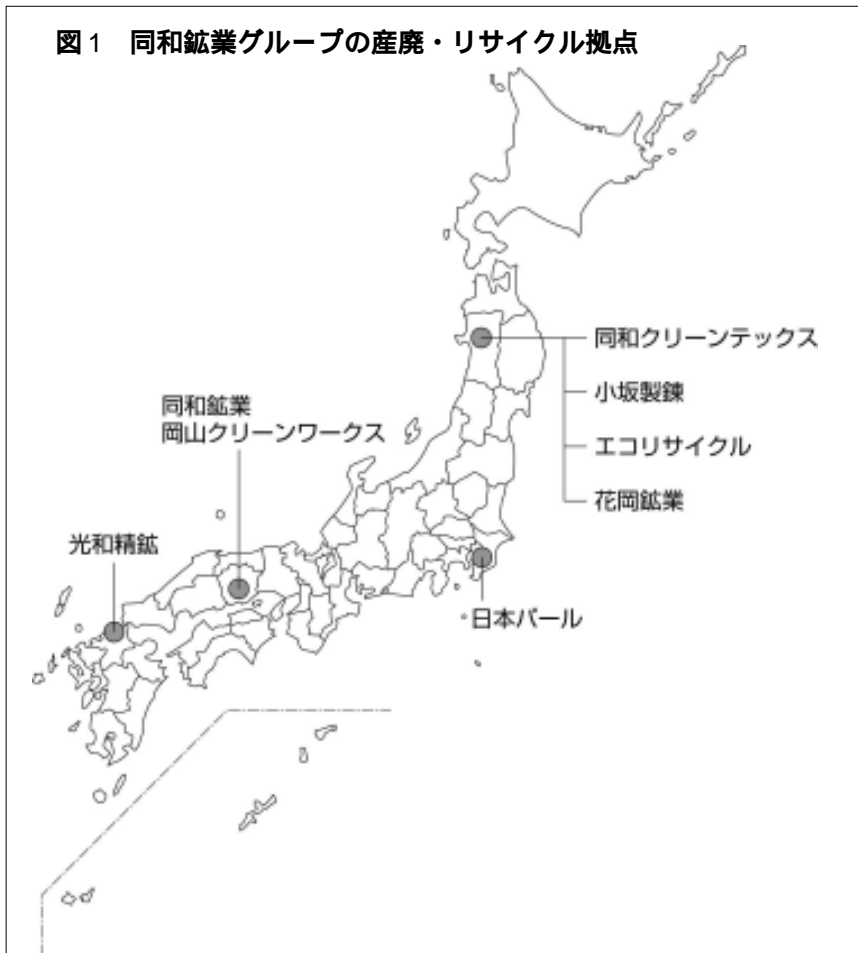 図1 同和鉱業グループの産廃・リサイクル拠点
同和クリーンテックス
小坂製錬
エコリサイクル
花岡鉱業
同和鉱業
岡山クリーンワークス
光和精鉱
日本パール